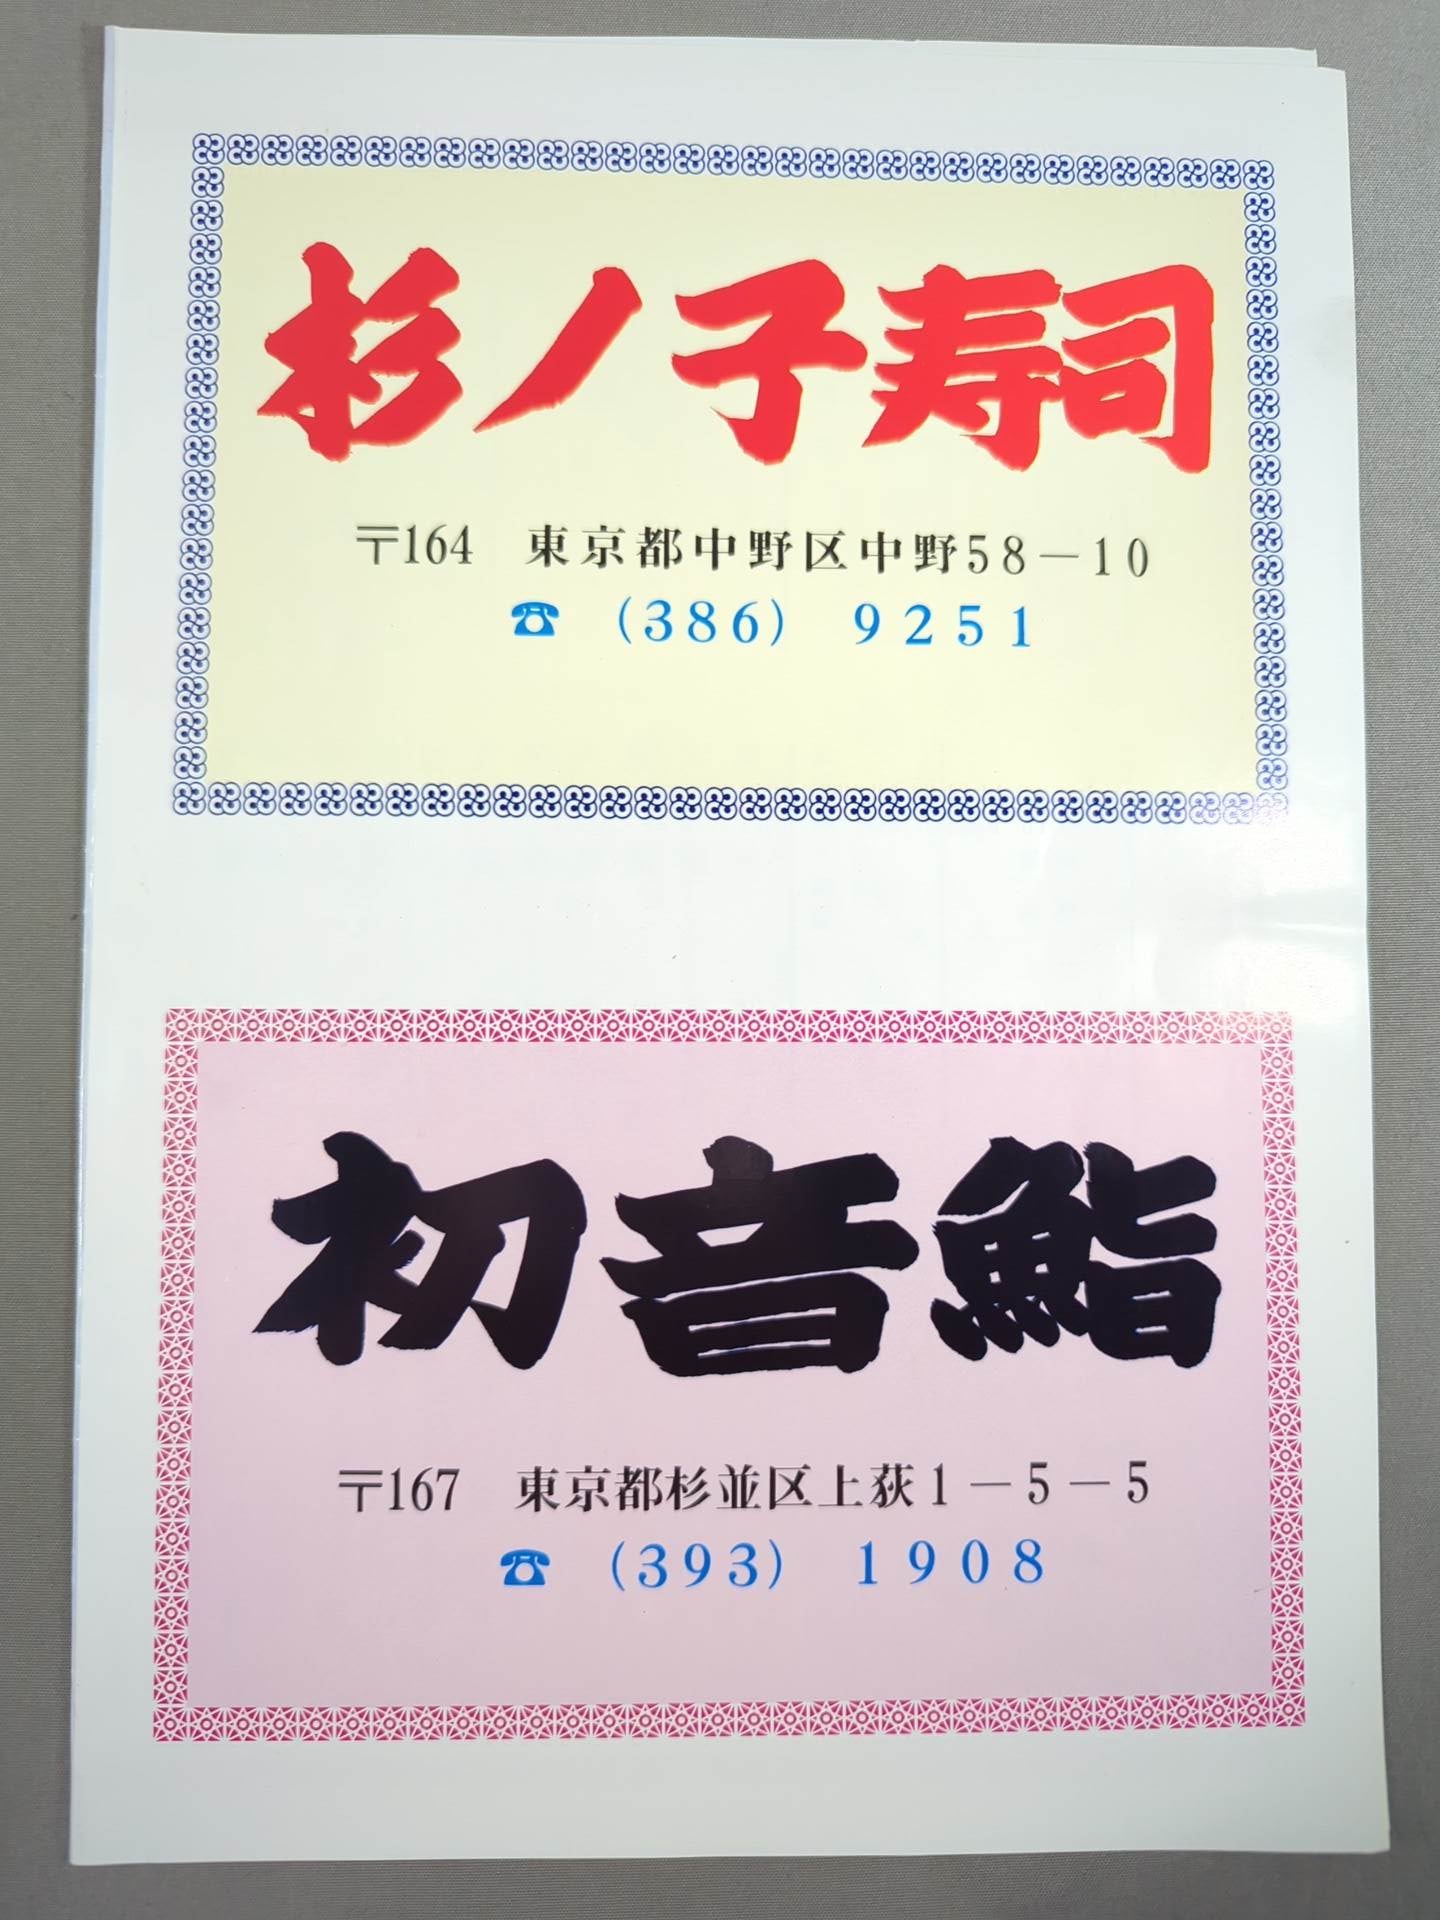 杉ノ子寿司
〒164 東京都中野区中野58－10
☎ (386) 9251
初音鮨
〒167 東京都杉並区上荻1－5－5
☎ (393) 1908